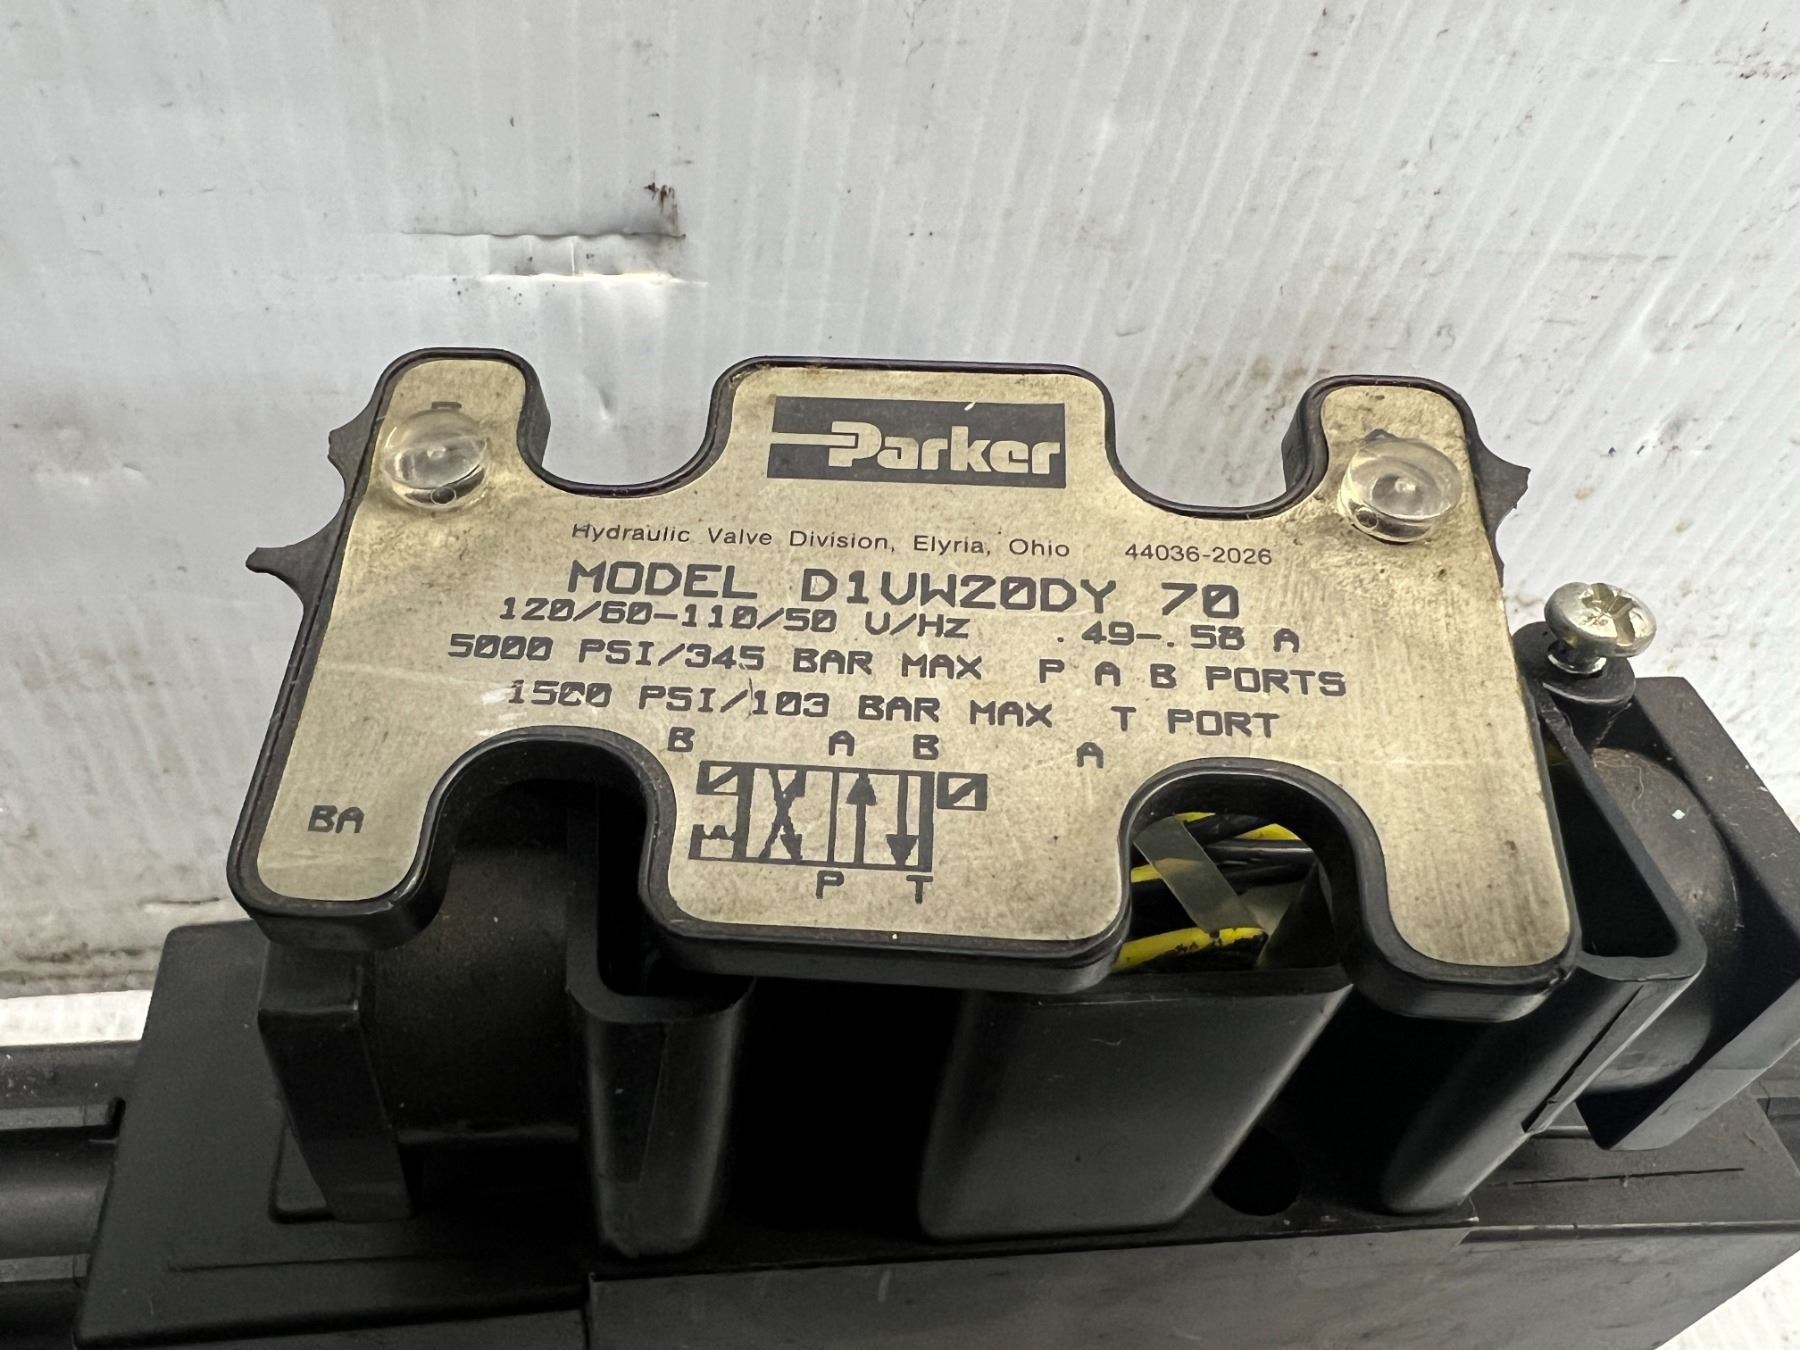 Parker
Hydraulic Valve Division, Elyria, Ohio 44036-2026
MODEL D1VW20DY 70
120/60-110/50 V/Hz .49-.58 A
5000 PSI/345 BAR MAX P A B PORTS
1500 PSI/103 BAR MAX T PORT
B A B A
BA
P T